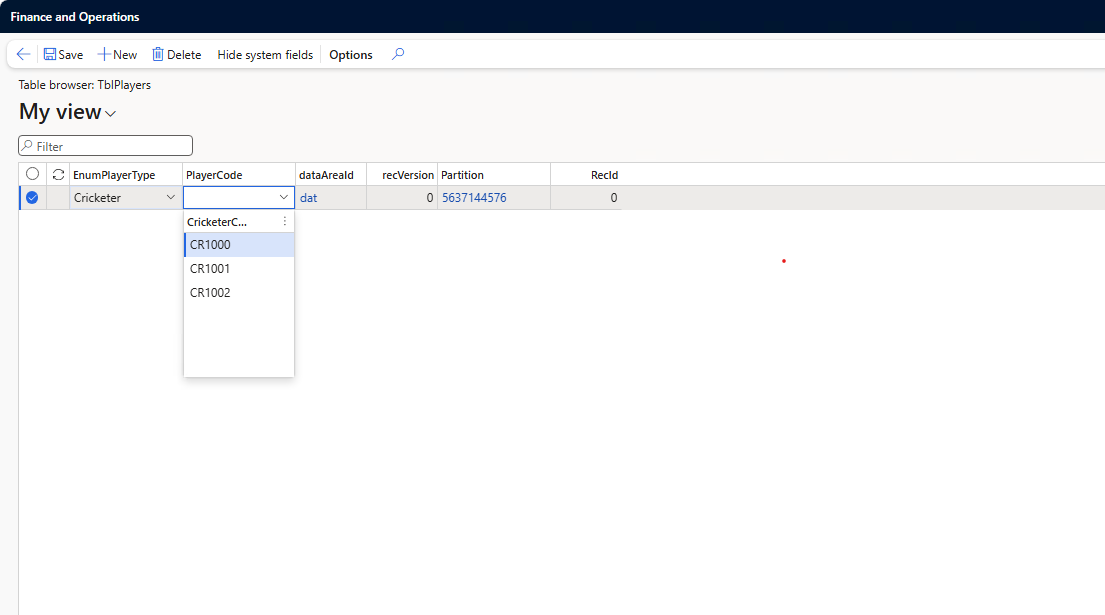 Finance and Operations
Save New Delete Hide system fields Options
Table browser: TblPlayers
My view
Filter
EnumPlayerType PlayerCode dataAreaId recVersion Partition RecId
Cricketer dat 0 5637144576 0
CricketerC...
CR1000
CR1001
CR1002